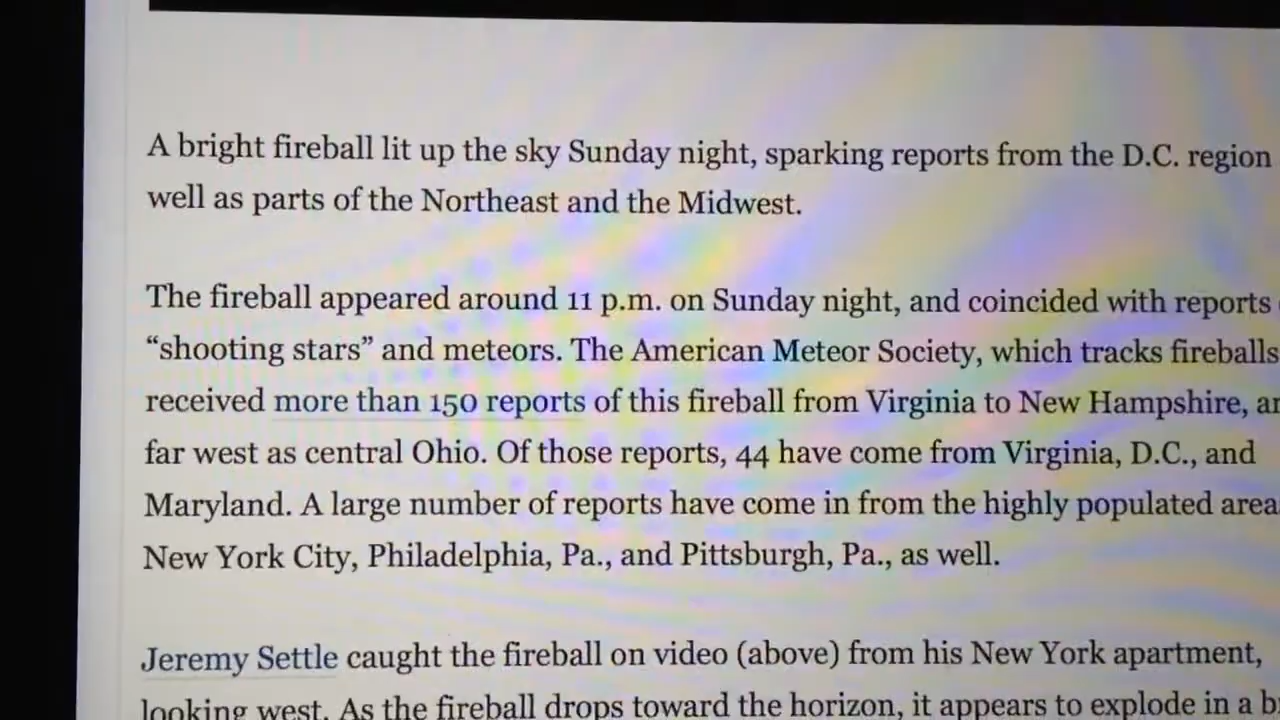 A bright fireball lit up the sky Sunday night, sparking reports from the D.C. region
well as parts of the Northeast and the Midwest.
The fireball appeared around 11 p.m. on Sunday night, and coincided with reports
“shooting stars” and meteors. The American Meteor Society, which tracks fireballs
received more than 150 reports of this fireball from Virginia to New Hampshire,
far west as central Ohio. Of those reports, 44 have come from Virginia, D.C., and
Maryland. A large number of reports have come in from the highly populated area
New York City, Philadelphia, Pa., and Pittsburgh, Pa., as well.
Jeremy Settle caught the fireball on video (above) from his New York apartment,
looking west. As the fireball drops toward the horizon, it appears to explode in a